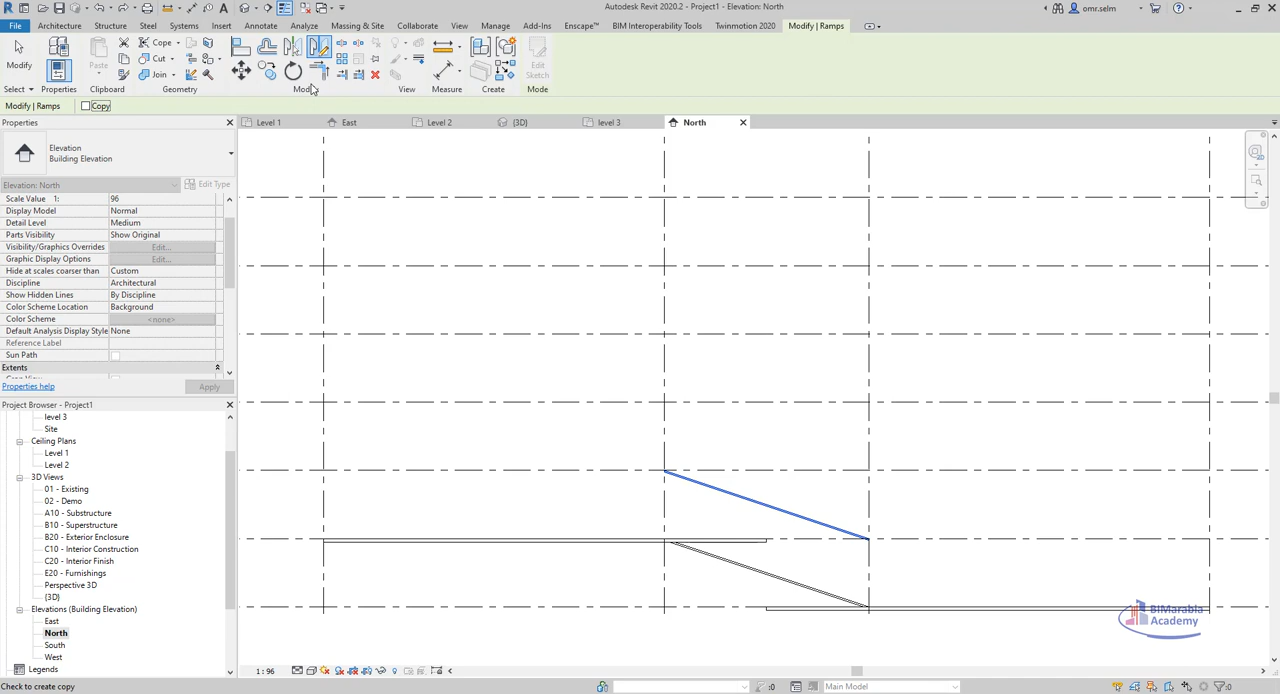 Autodesk Revit 2020.2 - Project1 - Elevation: North
omr.selm
File Architecture Structure Steel Systems Insert Annotate Analyze Massing & Site Collaborate View Manage Add-Ins Enscape™ BIM Interoperability Tools Twinmotion 2020 Modify | Ramps
Modify Paste Cope Cut Join Edit Sketch
Select Properties Clipboard Geometry Modify View Measure Create Mode
Modify | Ramps Copy
Properties
Level 1 East Level 2 {3D} level 3 North
Elevation
Building Elevation
Elevation: North Edit Type
Scale Value 1: 96
Display Model Normal
Detail Level Medium
Parts Visibility Show Original
Visibility/Graphics Overrides Edit...
Graphic Display Options Edit...
Hide at scales coarser than Custom
Discipline Architectural
Show Hidden Lines By Discipline
Color Scheme Location Background
Color Scheme <none>
Default Analysis Display Style None
Reference Label
Sun Path
Extents
Properties help Apply
Project Browser - Project1
level 3
Site
Ceiling Plans
Level 1
Level 2
3D Views
01 - Existing
02 - Demo
A10 - Substructure
B10 - Superstructure
B20 - Exterior Enclosure
C10 - Interior Construction
C20 - Interior Finish
E20 - Furnishings
Perspective 3D
{3D}
Elevations (Building Elevation)
East
North
South
West
Legends
BIMarabia
Academy
1 : 96
Check to create copy :0 Main Model :0